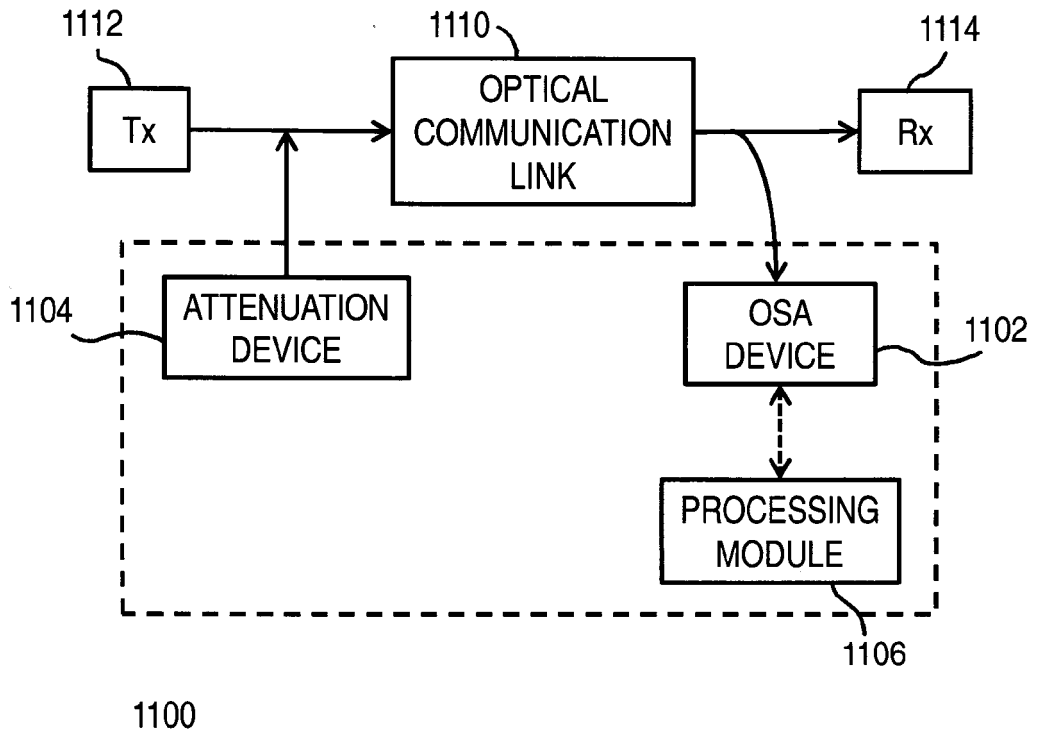 1112
1110
1114
Tx
OPTICAL
COMMUNICATION
LINK
Rx
1104
ATTENUATION
DEVICE
OSA
DEVICE
1102
PROCESSING
MODULE
1106
1100